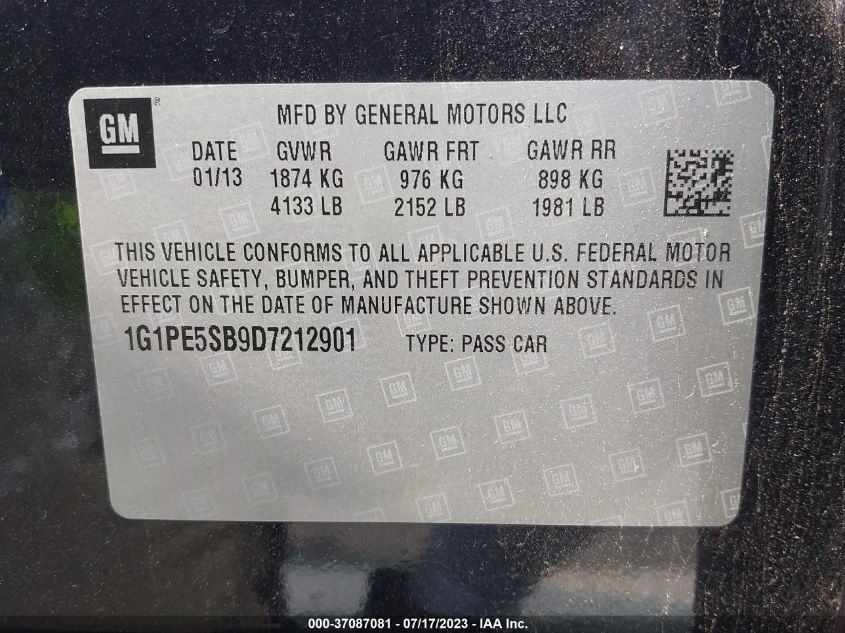 GM
MFD BY GENERAL MOTORS LLC
DATE GVWR GAWR FRT GAWR RR
01/13 1874 KG 976 KG 898 KG
4133 LB 2152 LB 1981 LB
THIS VEHICLE CONFORMS TO ALL APPLICABLE U.S. FEDERAL MOTOR
VEHICLE SAFETY, BUMPER, AND THEFT PREVENTION STANDARDS IN
EFFECT ON THE DATE OF MANUFACTURE SHOWN ABOVE.
1G1PE5SB9D7212901 TYPE: PASS CAR
000-37087081 - 07/17/2023 - IAA Inc.